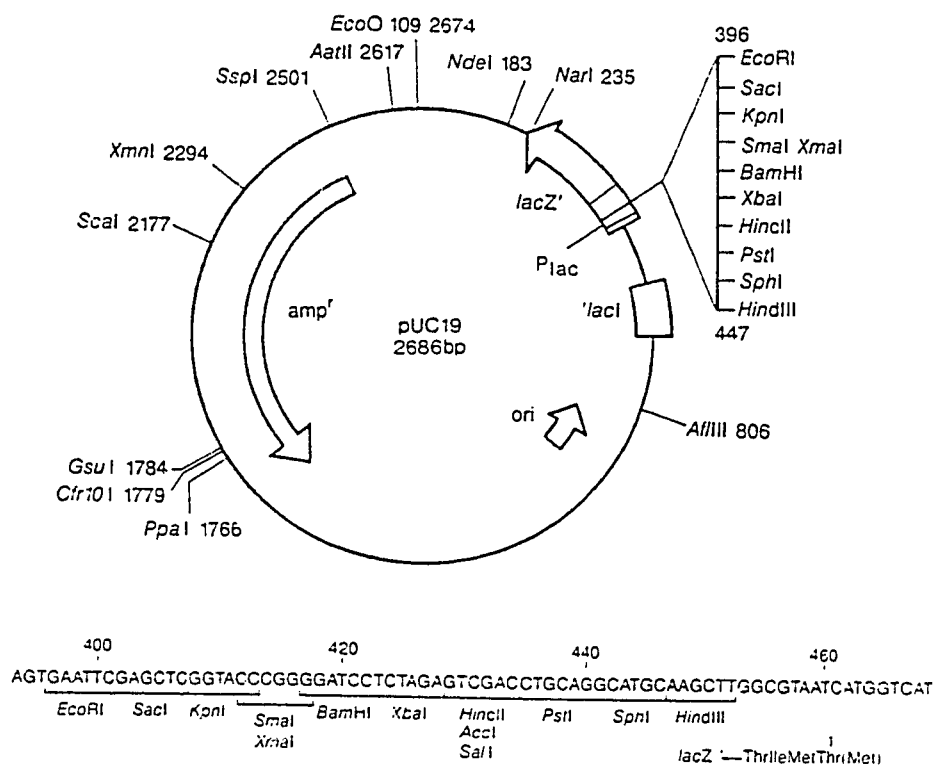 EcoO 109 2674
AatII 2617
SspI 2501
NdeI 183
NarI 235
XmnI 2294
ScaI 2177
396
EcoRI
SacI
KpnI
SmaI XmaI
BamHI
XbaI
HincII
PstI
SphI
HindIII
447
lacZ'
Plac
'lacI
ampr
pUC19
2686bp
ori
AflIII 806
GsuI 1784
Cfr10I 1779
PpaI 1766
400 420 440 460
AGTGAATTCGAGCTCGGTACCCGGGGATCCTCTAGAGTCGACCTGCAGGCATGCAAGCTTGGCGTAATCATGGTCAT
EcoRI SacI KpnI SmaI BamHI XbaI HincII PstI SphI HindIII
XmaI AccI
SalI
1
lacZ'—ThrIleMetThr(Met)